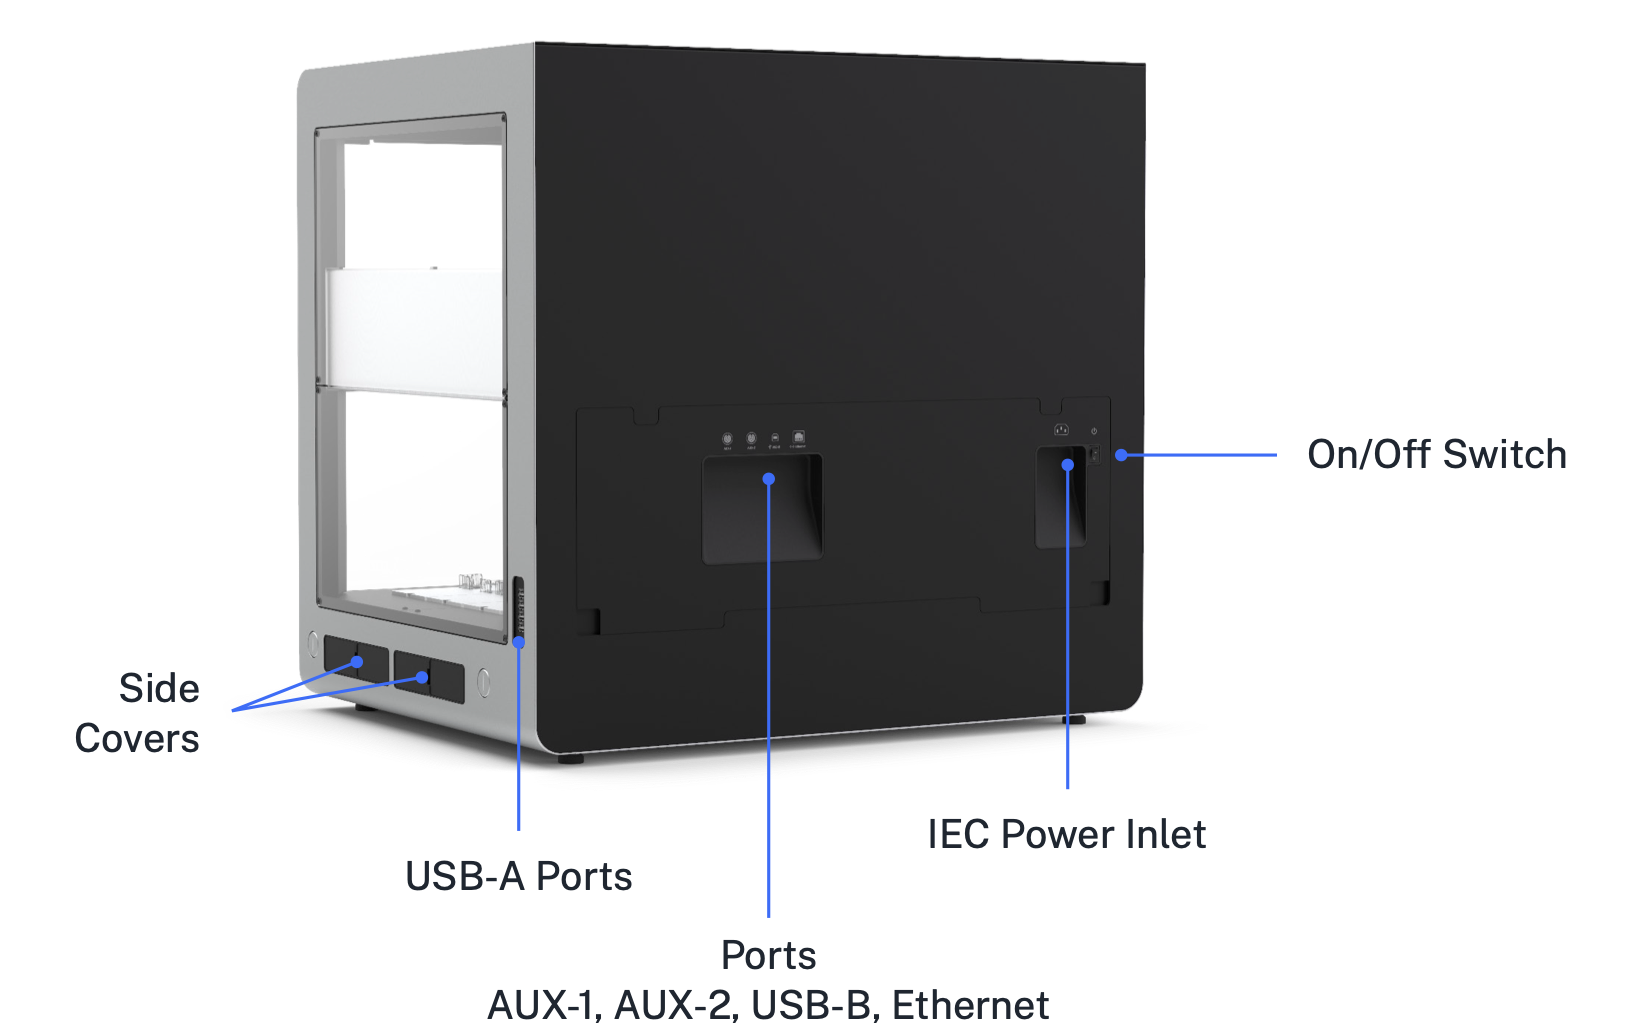 On/Off Switch
Side
Covers
IEC Power Inlet
USB-A Ports
Ports
AUX-1, AUX-2, USB-B, Ethernet